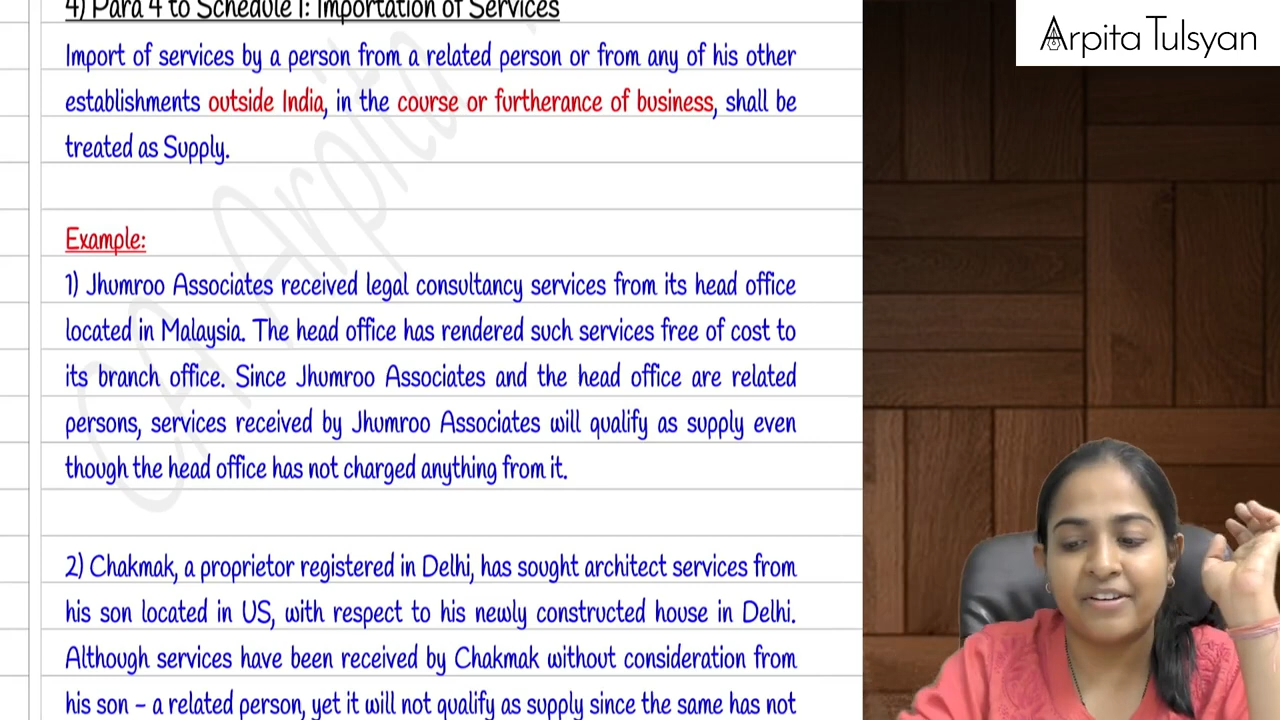 Arpita Tulsyan
4) Para 4 to Schedule I: Importation of Services
Import of services by a person from a related person or from any of his other
establishments outside India, in the course or furtherance of business, shall be
treated as Supply.
Example:
1) Jhumroo Associates received legal consultancy services from its head office
located in Malaysia. The head office has rendered such services free of cost to
its branch office. Since Jhumroo Associates and the head office are related
persons, services received by Jhumroo Associates will qualify as supply even
though the head office has not charged anything from it.
2) Chakmak, a proprietor registered in Delhi, has sought architect services from
his son located in US, with respect to his newly constructed house in Delhi.
Although services have been received by Chakmak without consideration from
his son – a related person, yet it will not qualify as supply since the same has not
CA Arpita